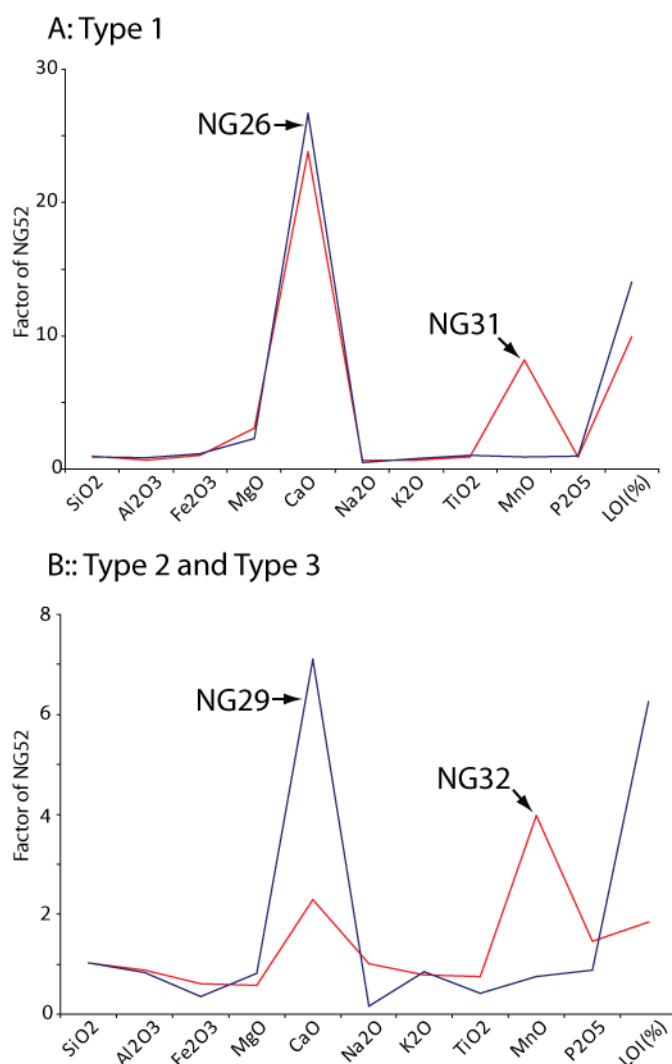 A: Type 1
30
20
10
0
Factor of NG52
NG26
NG31
SiO2
Al2O3
Fe2O3
MgO
CaO
Na2O
K2O
TiO2
MnO
P2O5
LOI(%)
B:: Type 2 and Type 3
8
6
4
2
0
Factor of NG52
NG29
NG32
SiO2
Al2O3
Fe2O3
MgO
CaO
Na2O
K2O
TiO2
MnO
P2O5
LOI(%)